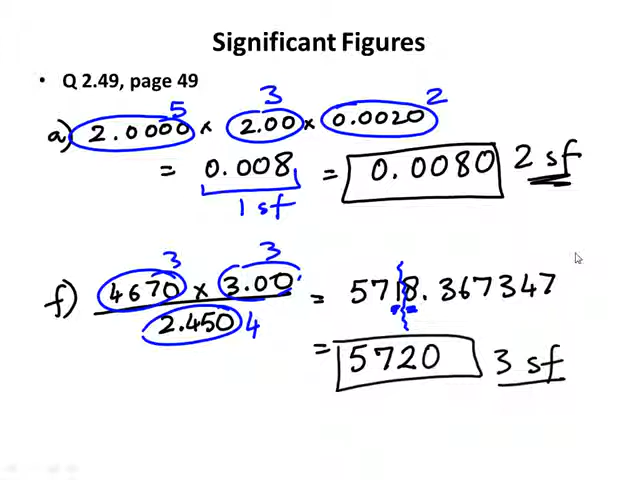 Significant Figures
• Q 2.49, page 49
5 3 2
a) 2.0000 × 2.00 × 0.0020
= 0.008 = 0.0080 2 sf
1 sf
3 3
f) 4670 × 3.00 = 5718.367347
2.450 4
= 5720 3 sf